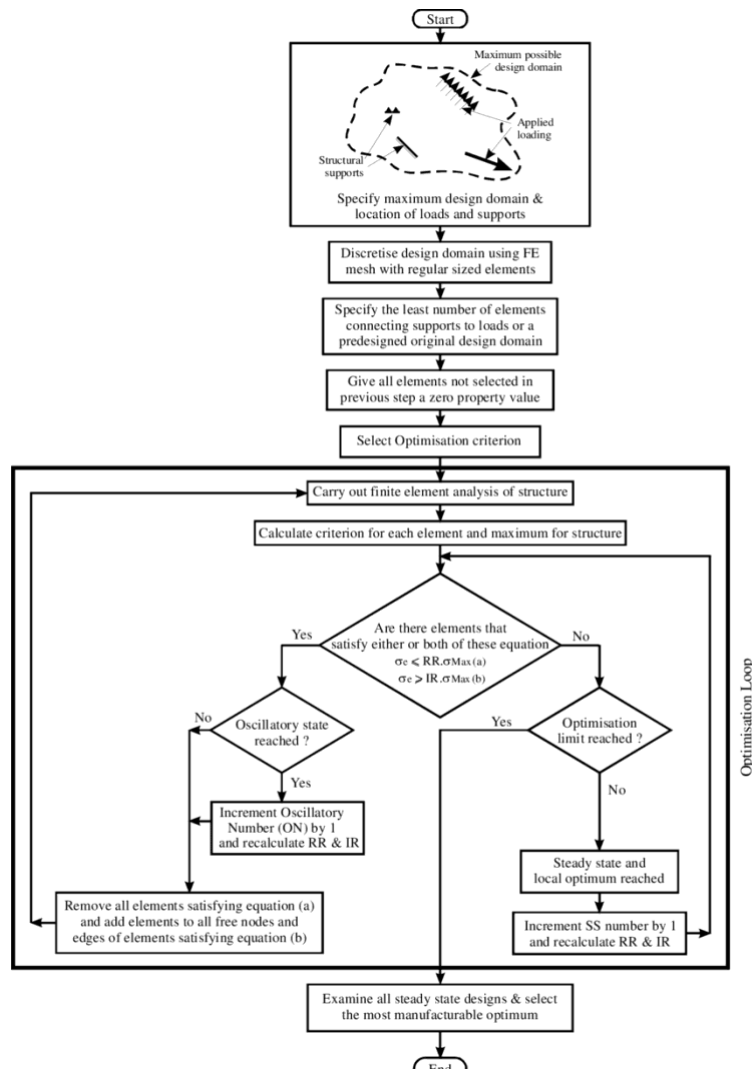 Start
Maximum possible
design domain
Applied
loading
Structural
supports
Specify maximum design domain &
location of loads and supports
Discretise design domain using FE
mesh with regular sized elements
Specify the least number of elements
connecting supports to loads or a
predesigned original design domain
Give all elements not selected in
previous step a zero property value
Select Optimisation criterion
Carry out finite element analysis of structure
Calculate criterion for each element and maximum for structure
Are there elements that
satisfy either or both of these equation
σe ⩽ RR.σMax (a)
σe ⩾ IR.σMax (b)
Yes
No
Oscillatory state
reached ?
No
Yes
Increment Oscillatory
Number (ON) by 1
and recalculate RR & IR
Remove all elements satisfying equation (a)
and add elements to all free nodes and
edges of elements satisfying equation (b)
Optimisation
limit reached ?
Yes
No
Steady state and
local optimum reached
Increment SS number by 1
and recalculate RR & IR
Optimisation Loop
Examine all steady state designs & select
the most manufacturable optimum
End